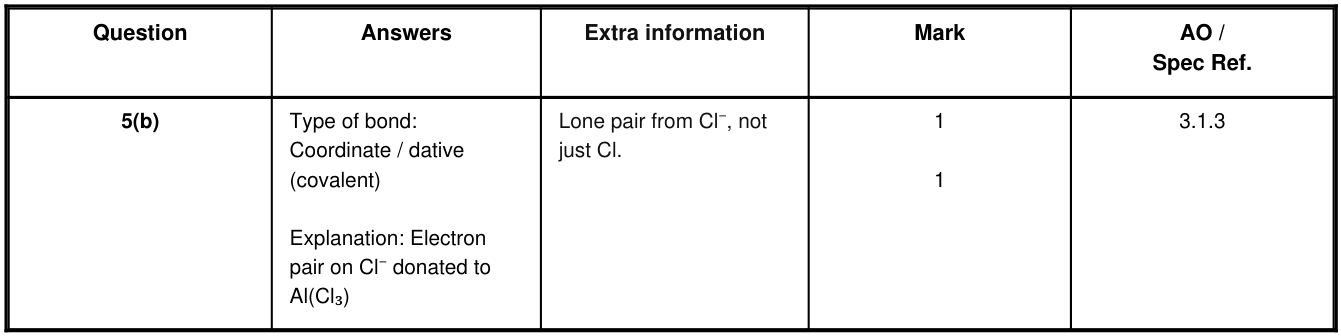 Question Answers Extra information Mark AO /
Spec Ref.
5(b) Type of bond: Lone pair from Cl⁻, not 1 3.1.3
Coordinate / dative just Cl.
(covalent) 1
Explanation: Electron
pair on Cl⁻ donated to
Al(Cl₃)